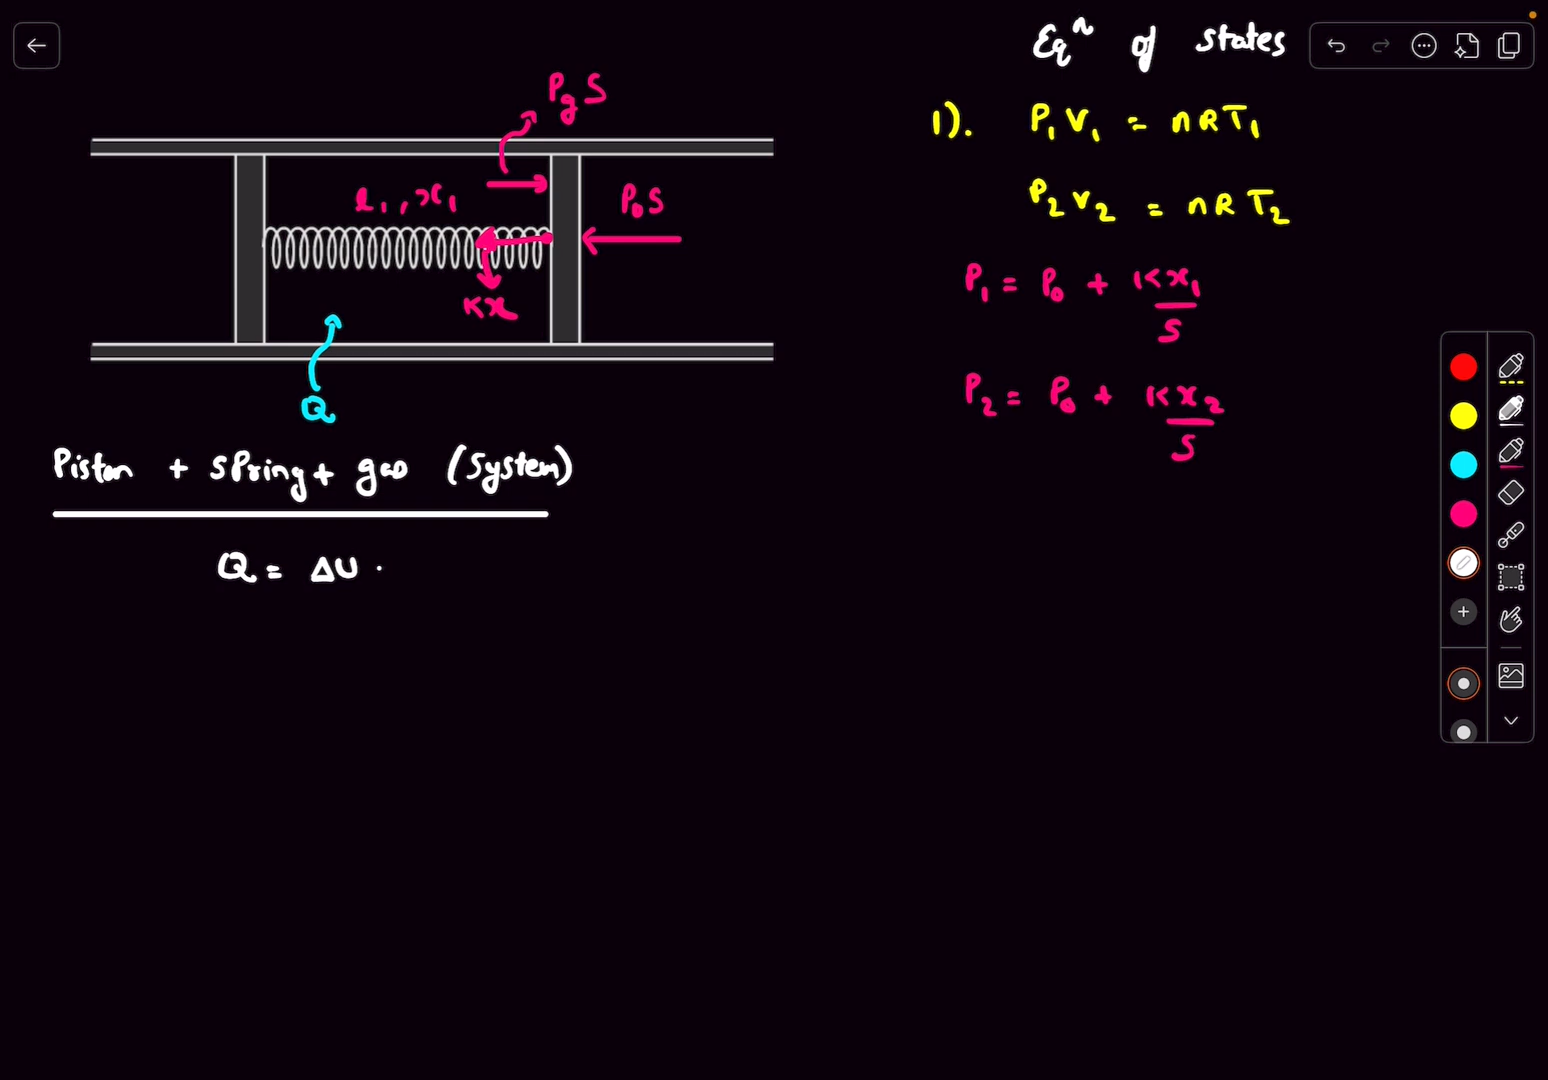 Eqⁿ of states
PgS
1). P₁V₁ = nRT₁
l₁, x₁
P₀S
P₂V₂ = nRT₂
Kx
P₁ = P₀ + Kx₁/S
Q
P₂ = P₀ + Kx₂/S
Piston + spring + gas (System)
Q = ΔU .